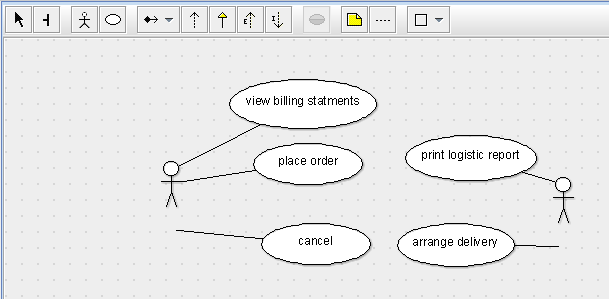 view billing statments
place order
print logistic report
cancel
arrange delivery